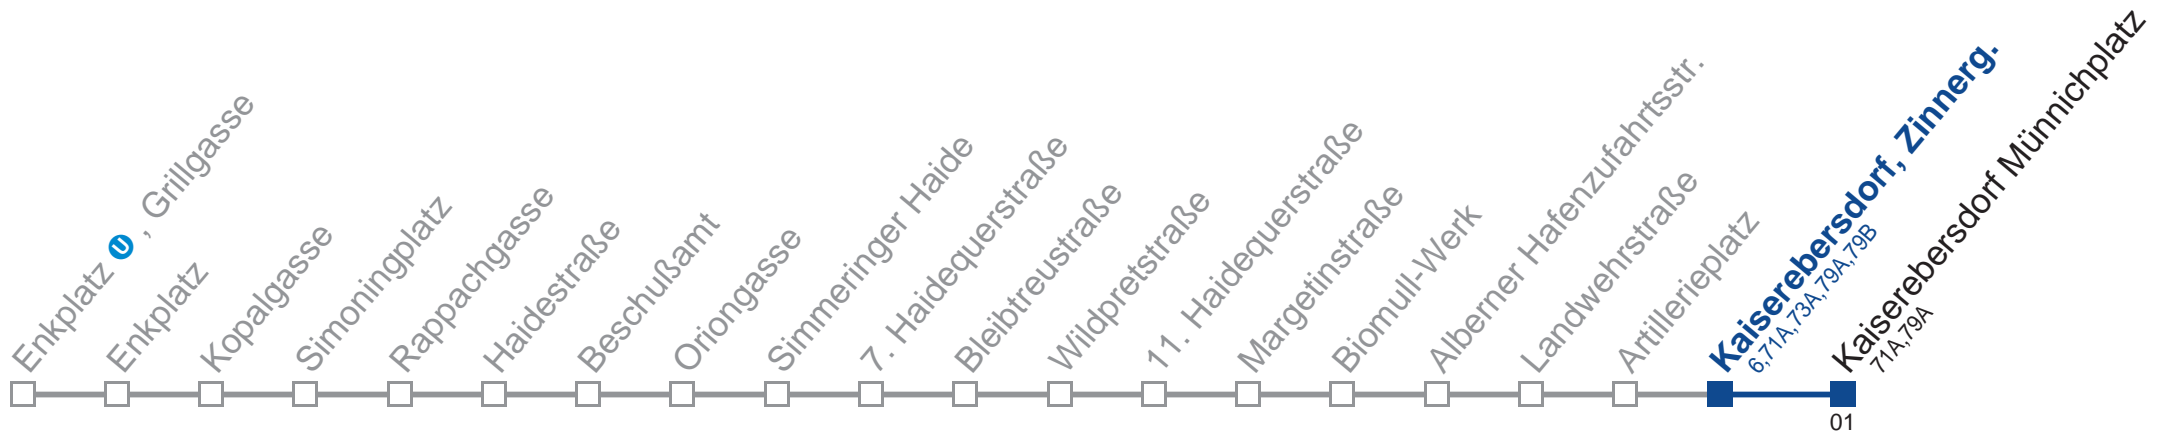 Enkplatz U , Grillgasse
Enkplatz
Kopalgasse
Simoningplatz
Rappachgasse
Haidestraße
Beschußamt
Oriongasse
Simmeringer Haide
7. Haidequerstraße
Bleibtreustraße
Wildpretstraße
11. Haidequerstraße
Margetinstraße
Biomull-Werk
Alberner Hafenzufahrtsstr.
Landwehrstraße
Artillerieplatz
Kaiserebersdorf, Zinnerg.
6,71A,73A,79A,79B
Kaiserebersdorf Münnichplatz
71A,79A
01